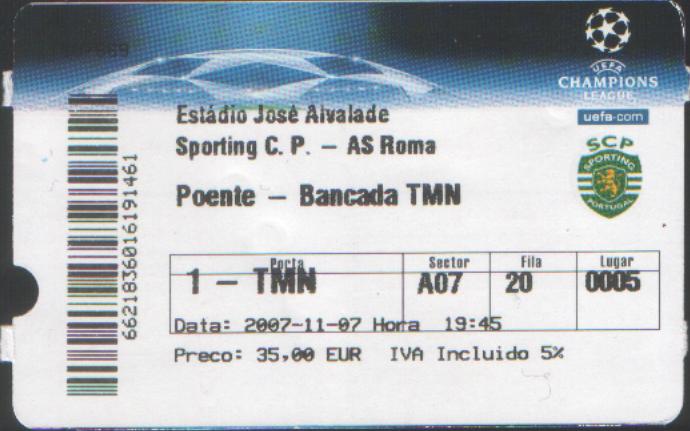 UEFA
CHAMPIONS
LEAGUE
uefa.com
Estádio José Alvalade
Sporting C. P. – AS Roma
SCP
SPORTING
PORTUGAL
Poente – Bancada TMN
Porta Sector Fila Lugar
1 – TMN A07 20 0005
Data: 2007-11-07 Hora 19:45
Preco: 35,00 EUR IVA Incluido 5%
6621836016191461